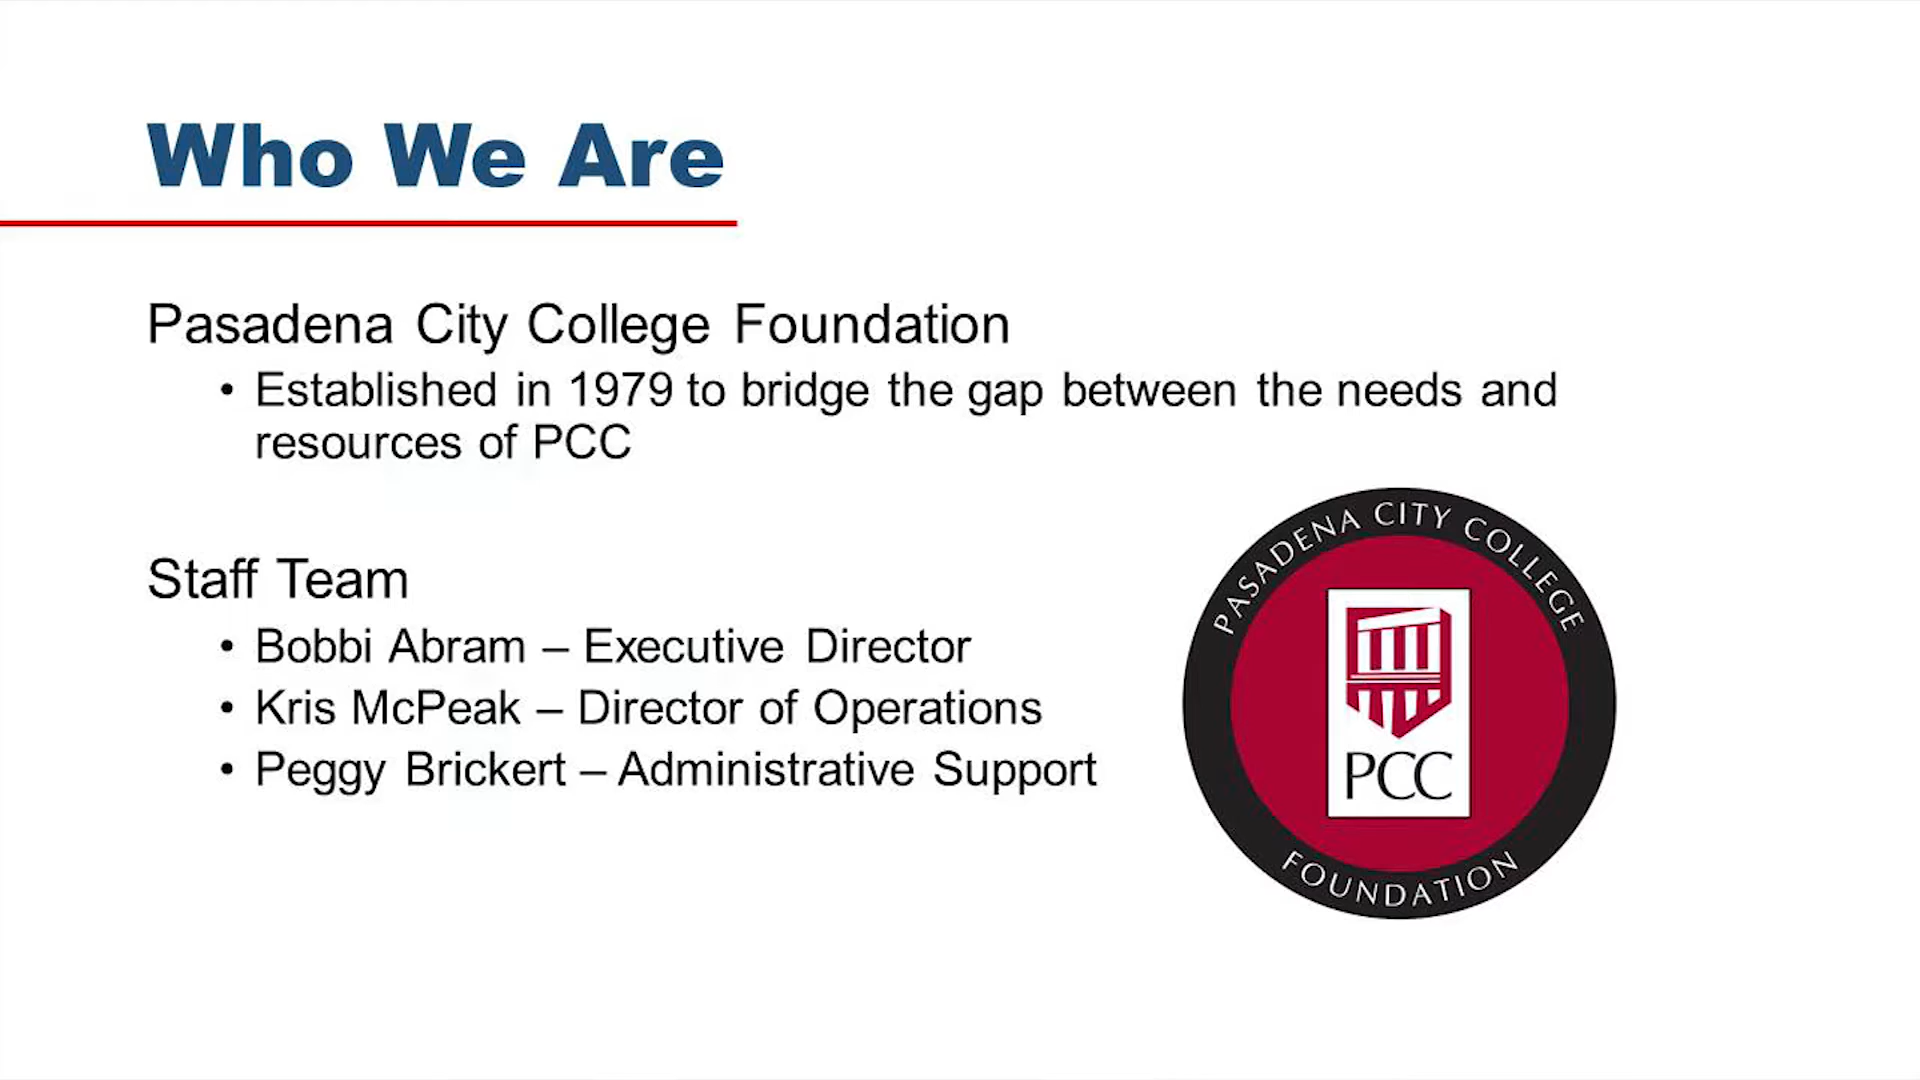 Who We Are
Pasadena City College Foundation
• Established in 1979 to bridge the gap between the needs and
resources of PCC
Staff Team
• Bobbi Abram – Executive Director
• Kris McPeak – Director of Operations
• Peggy Brickert – Administrative Support
PASADENA CITY COLLEGE
PCC
FOUNDATION